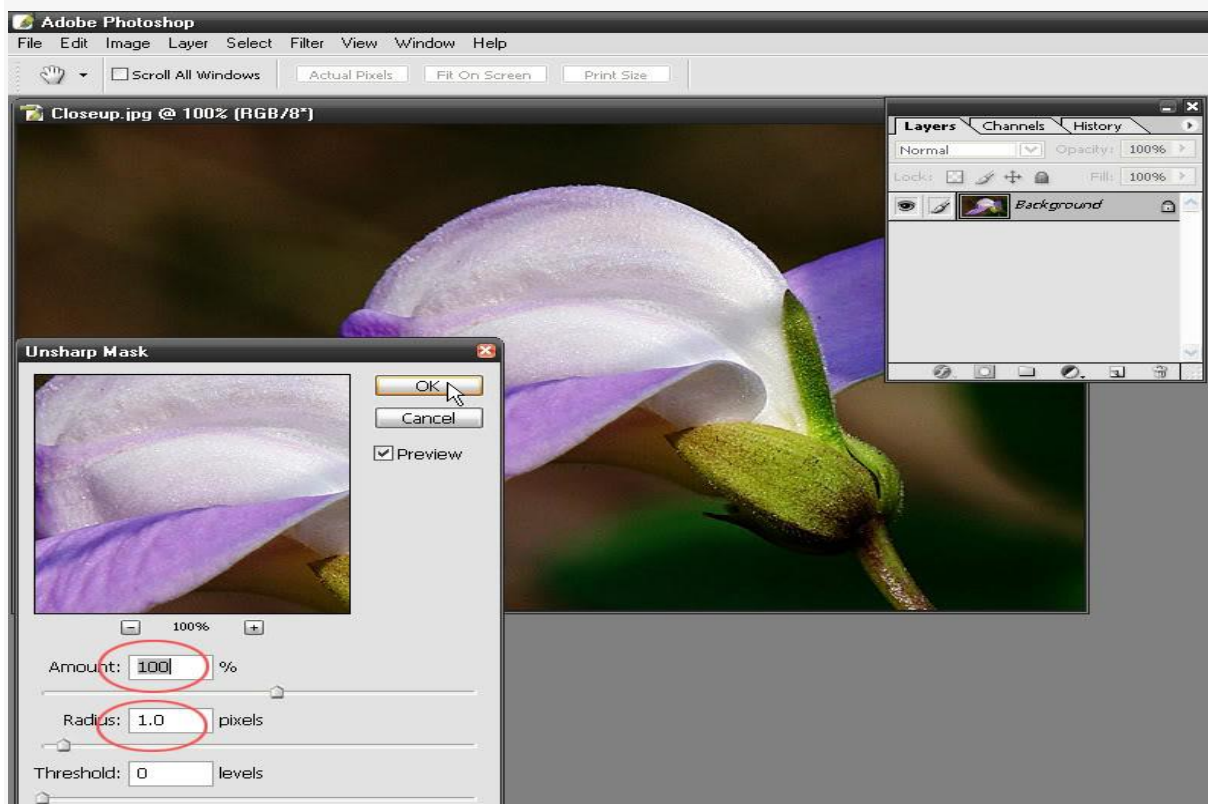 Adobe Photoshop
File Edit Image Layer Select Filter View Window Help
Scroll All Windows Actual Pixels Fit On Screen Print Size
Closeup.jpg @ 100% (RGB/8*)
Layers Channels History
Normal Opacity: 100%
Lock: Fill: 100%
Background
Unsharp Mask
OK
Cancel
Preview
100%
Amount: 100 %
Radius: 1.0 pixels
Threshold: 0 levels